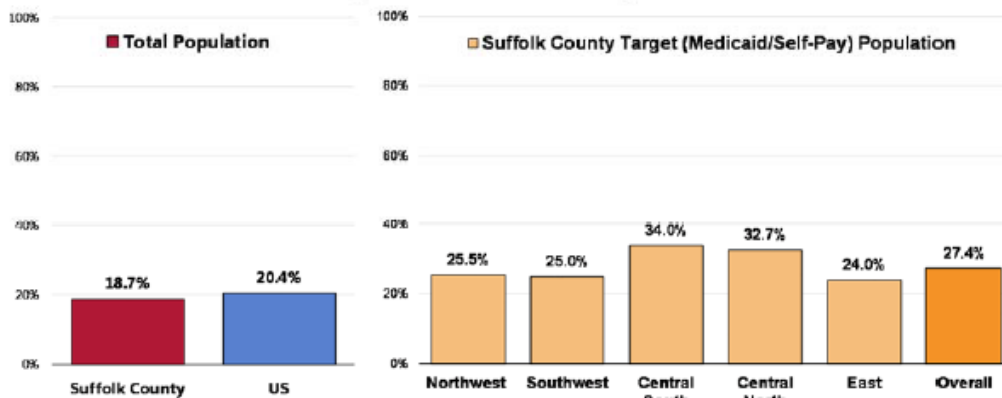 100%
Total Population
80%
60%
40%
20%
0%
18.7%
20.4%
Suffolk County
US
100%
Suffolk County Target (Medicaid/Self-Pay) Population
80%
60%
40%
20%
0%
25.5%
25.0%
34.0%
32.7%
24.0%
27.4%
Northwest
Southwest
Central
South
Central
North
East
Overall